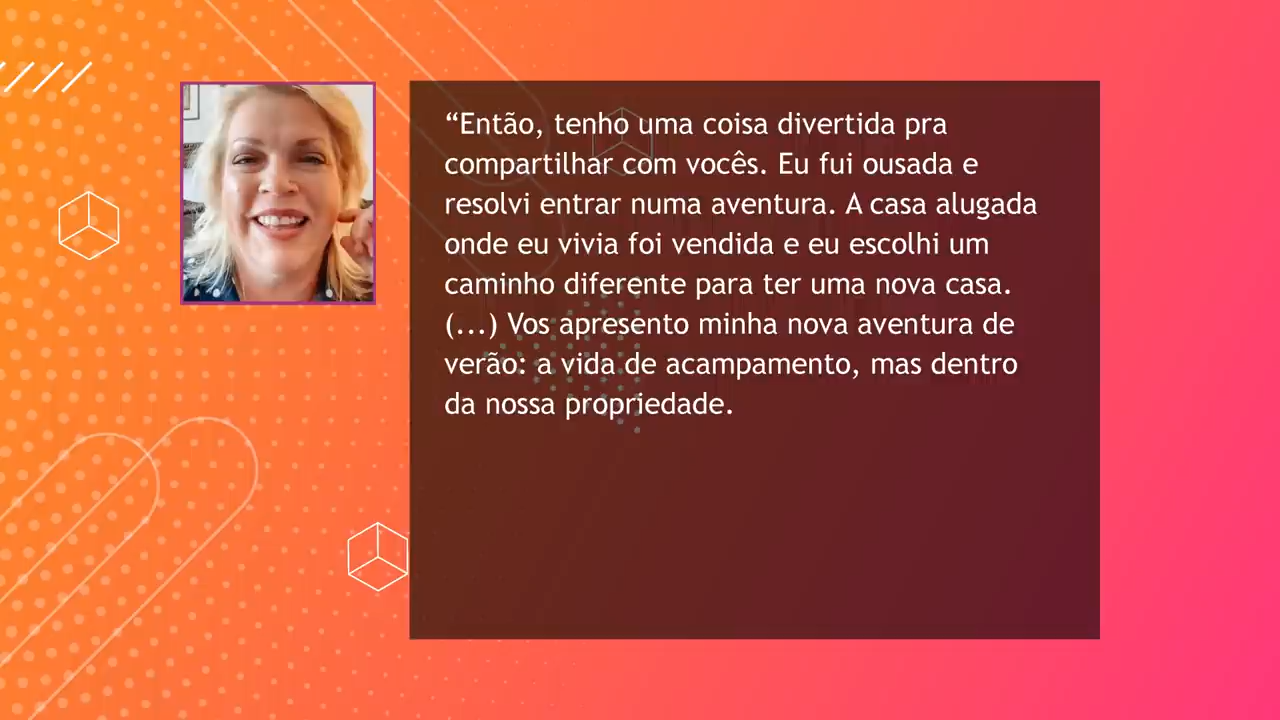 “Então, tenho uma coisa divertida pra
compartilhar com vocês. Eu fui ousada e
resolvi entrar numa aventura. A casa alugada
onde eu vivia foi vendida e eu escolhi um
caminho diferente para ter uma nova casa.
(...) Vos apresento minha nova aventura de
verão: a vida de acampamento, mas dentro
da nossa propriedade.